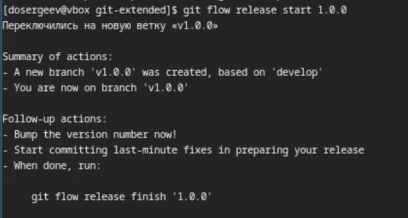 [dosergeev@vbox git-extended]$ git flow release start 1.0.0
Переключились на новую ветку «v1.0.0»
Summary of actions:
- A new branch 'v1.0.0' was created, based on 'develop'
- You are now on branch 'v1.0.0'
Follow-up actions:
- Bump the version number now!
- Start committing last-minute fixes in preparing your release
- When done, run:
git flow release finish '1.0.0'